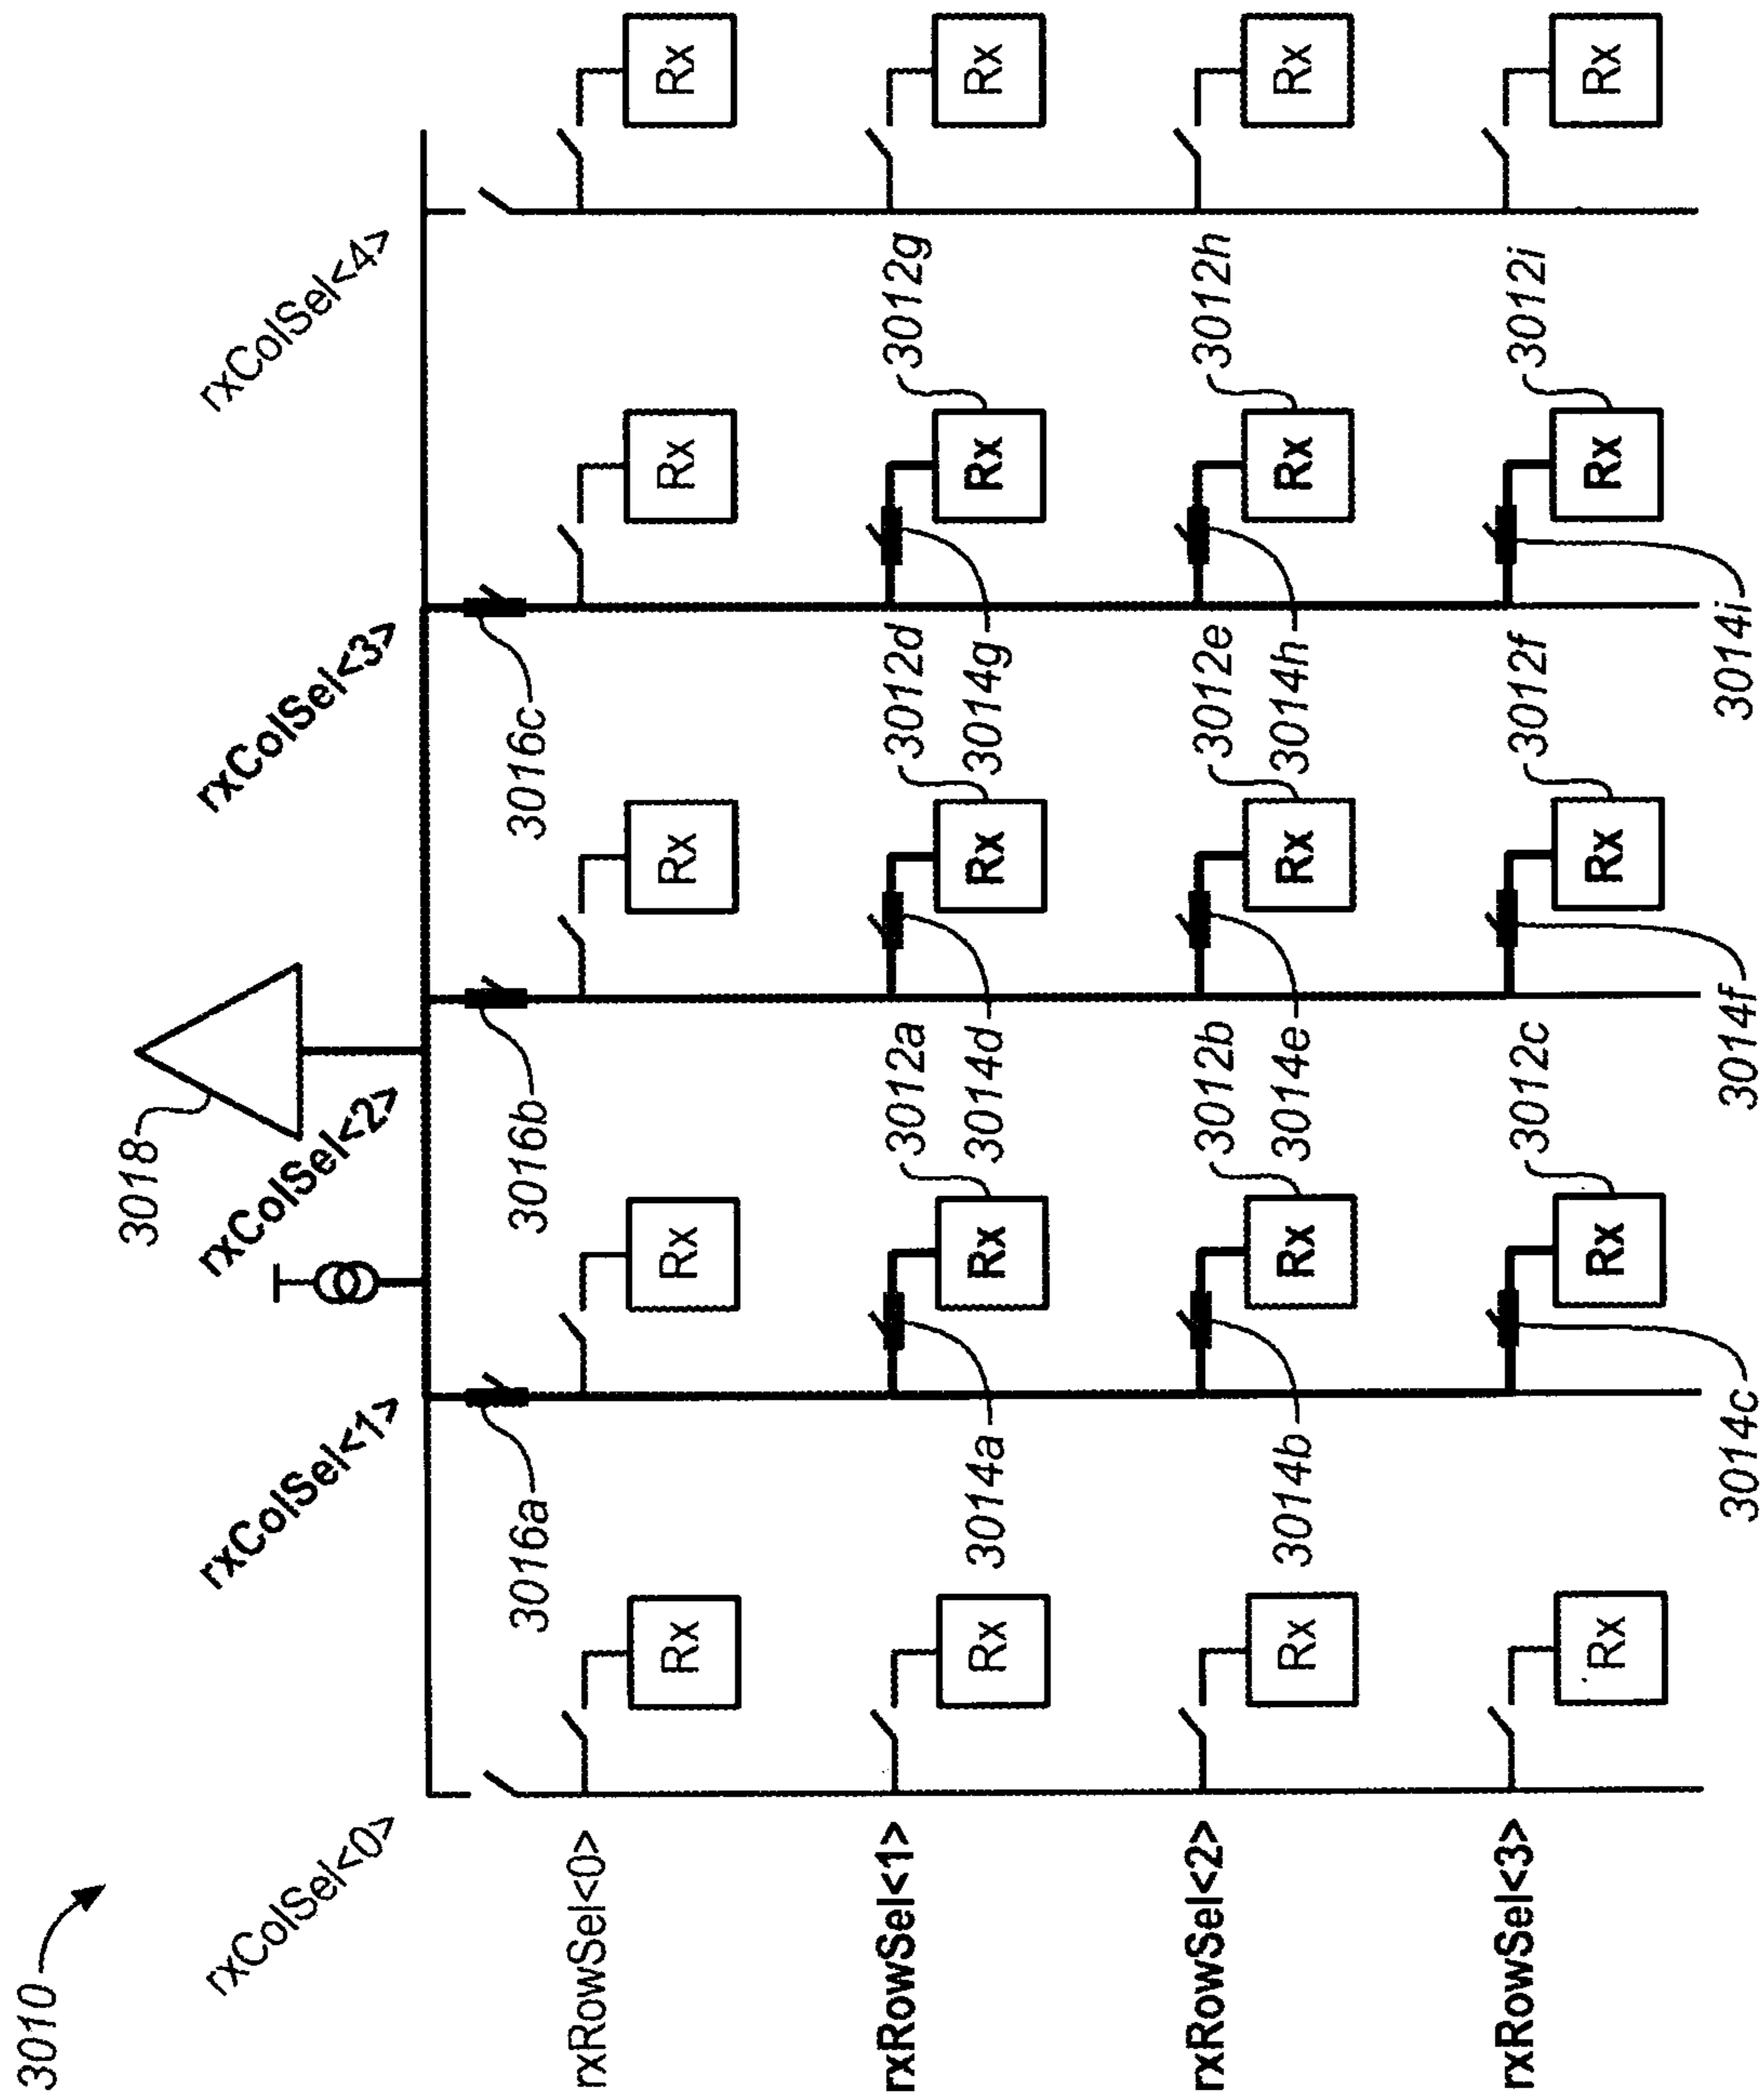 3010
3018
rxColSel<0>
rxColSel<1>
rxColSel<2>
rxColSel<3>
rxColSel<4>
3016a
3016b
3016c
rxRowSel<0>
Rx
Rx
Rx
Rx
Rx
rxRowSel<1>
3012a
3012d
3012g
Rx
3014a
Rx
3014d
Rx
3014g
Rx
Rx
rxRowSel<2>
3012b
3012e
3012h
Rx
3014b
Rx
3014e
Rx
3014h
Rx
Rx
rxRowSel<3>
3012c
3012f
3012i
Rx
Rx
Rx
Rx
Rx
3014c
3014f
3014i